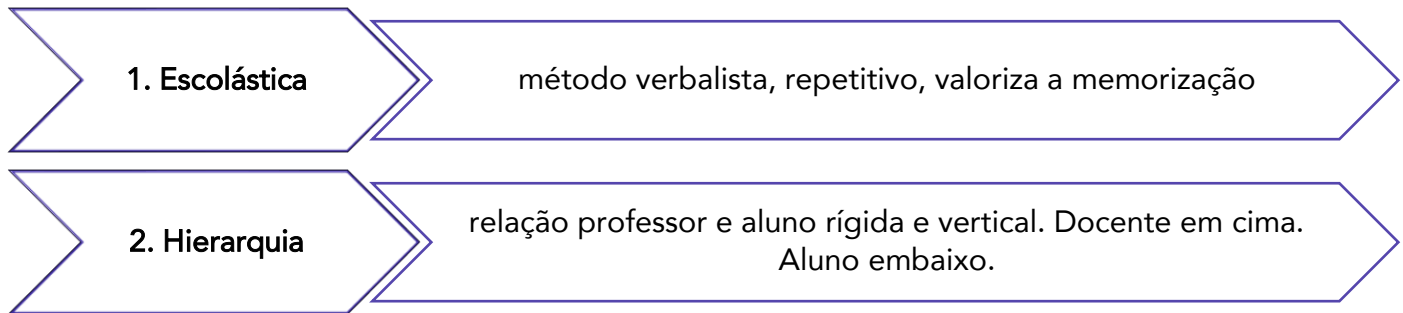 1. Escolástica
método verbalista, repetitivo, valoriza a memorização
2. Hierarquia
relação professor e aluno rígida e vertical. Docente em cima.
Aluno embaixo.